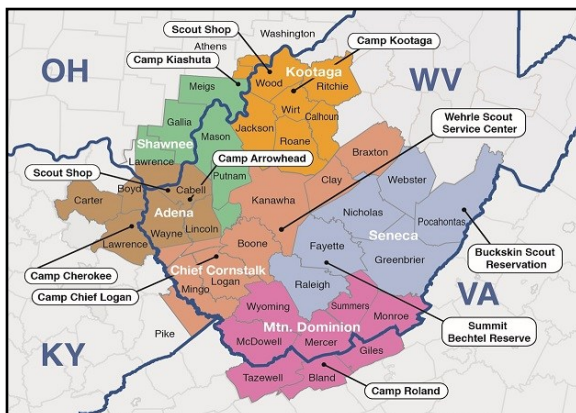 Scout Shop
Washington
Camp Kootaga
Athens
Camp Kiashuta
OH
Kootaga
WV
Meigs
Wood
Ritchie
Wirt
Calhoun
Wehrle Scout
Service Center
Gallia
Mason
Jackson
Roane
Shawnee
Lawrence
Camp Arrowhead
Braxton
Scout Shop
Putnam
Clay
Webster
Boyd
Cabell
Carter
Kanawha
Nicholas
Pocahontas
Adena
Lincoln
Wayne
Seneca
Lawrence
Boone
Fayette
Greenbrier
Buckskin Scout
Reservation
Camp Cherokee
Chief Cornstalk
Camp Chief Logan
Logan
Mingo
Raleigh
VA
Wyoming
Summers
Monroe
Pike
Mtn. Dominion
Summit
Bechtel Reserve
KY
McDowell
Mercer
Giles
Tazewell
Bland
Camp Roland